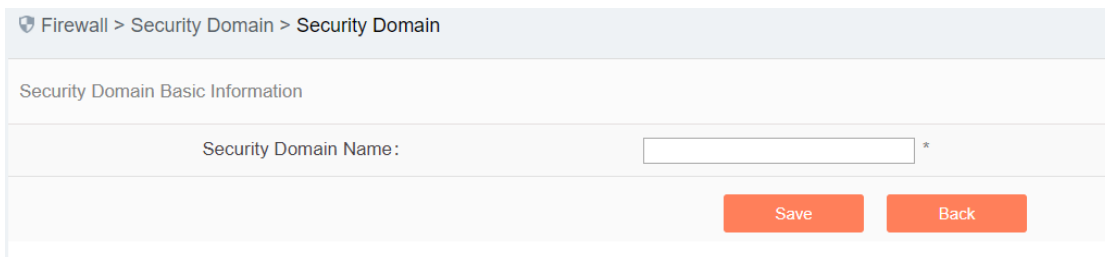 Firewall > Security Domain > Security Domain
Security Domain Basic Information
Security Domain Name: *
Save Back